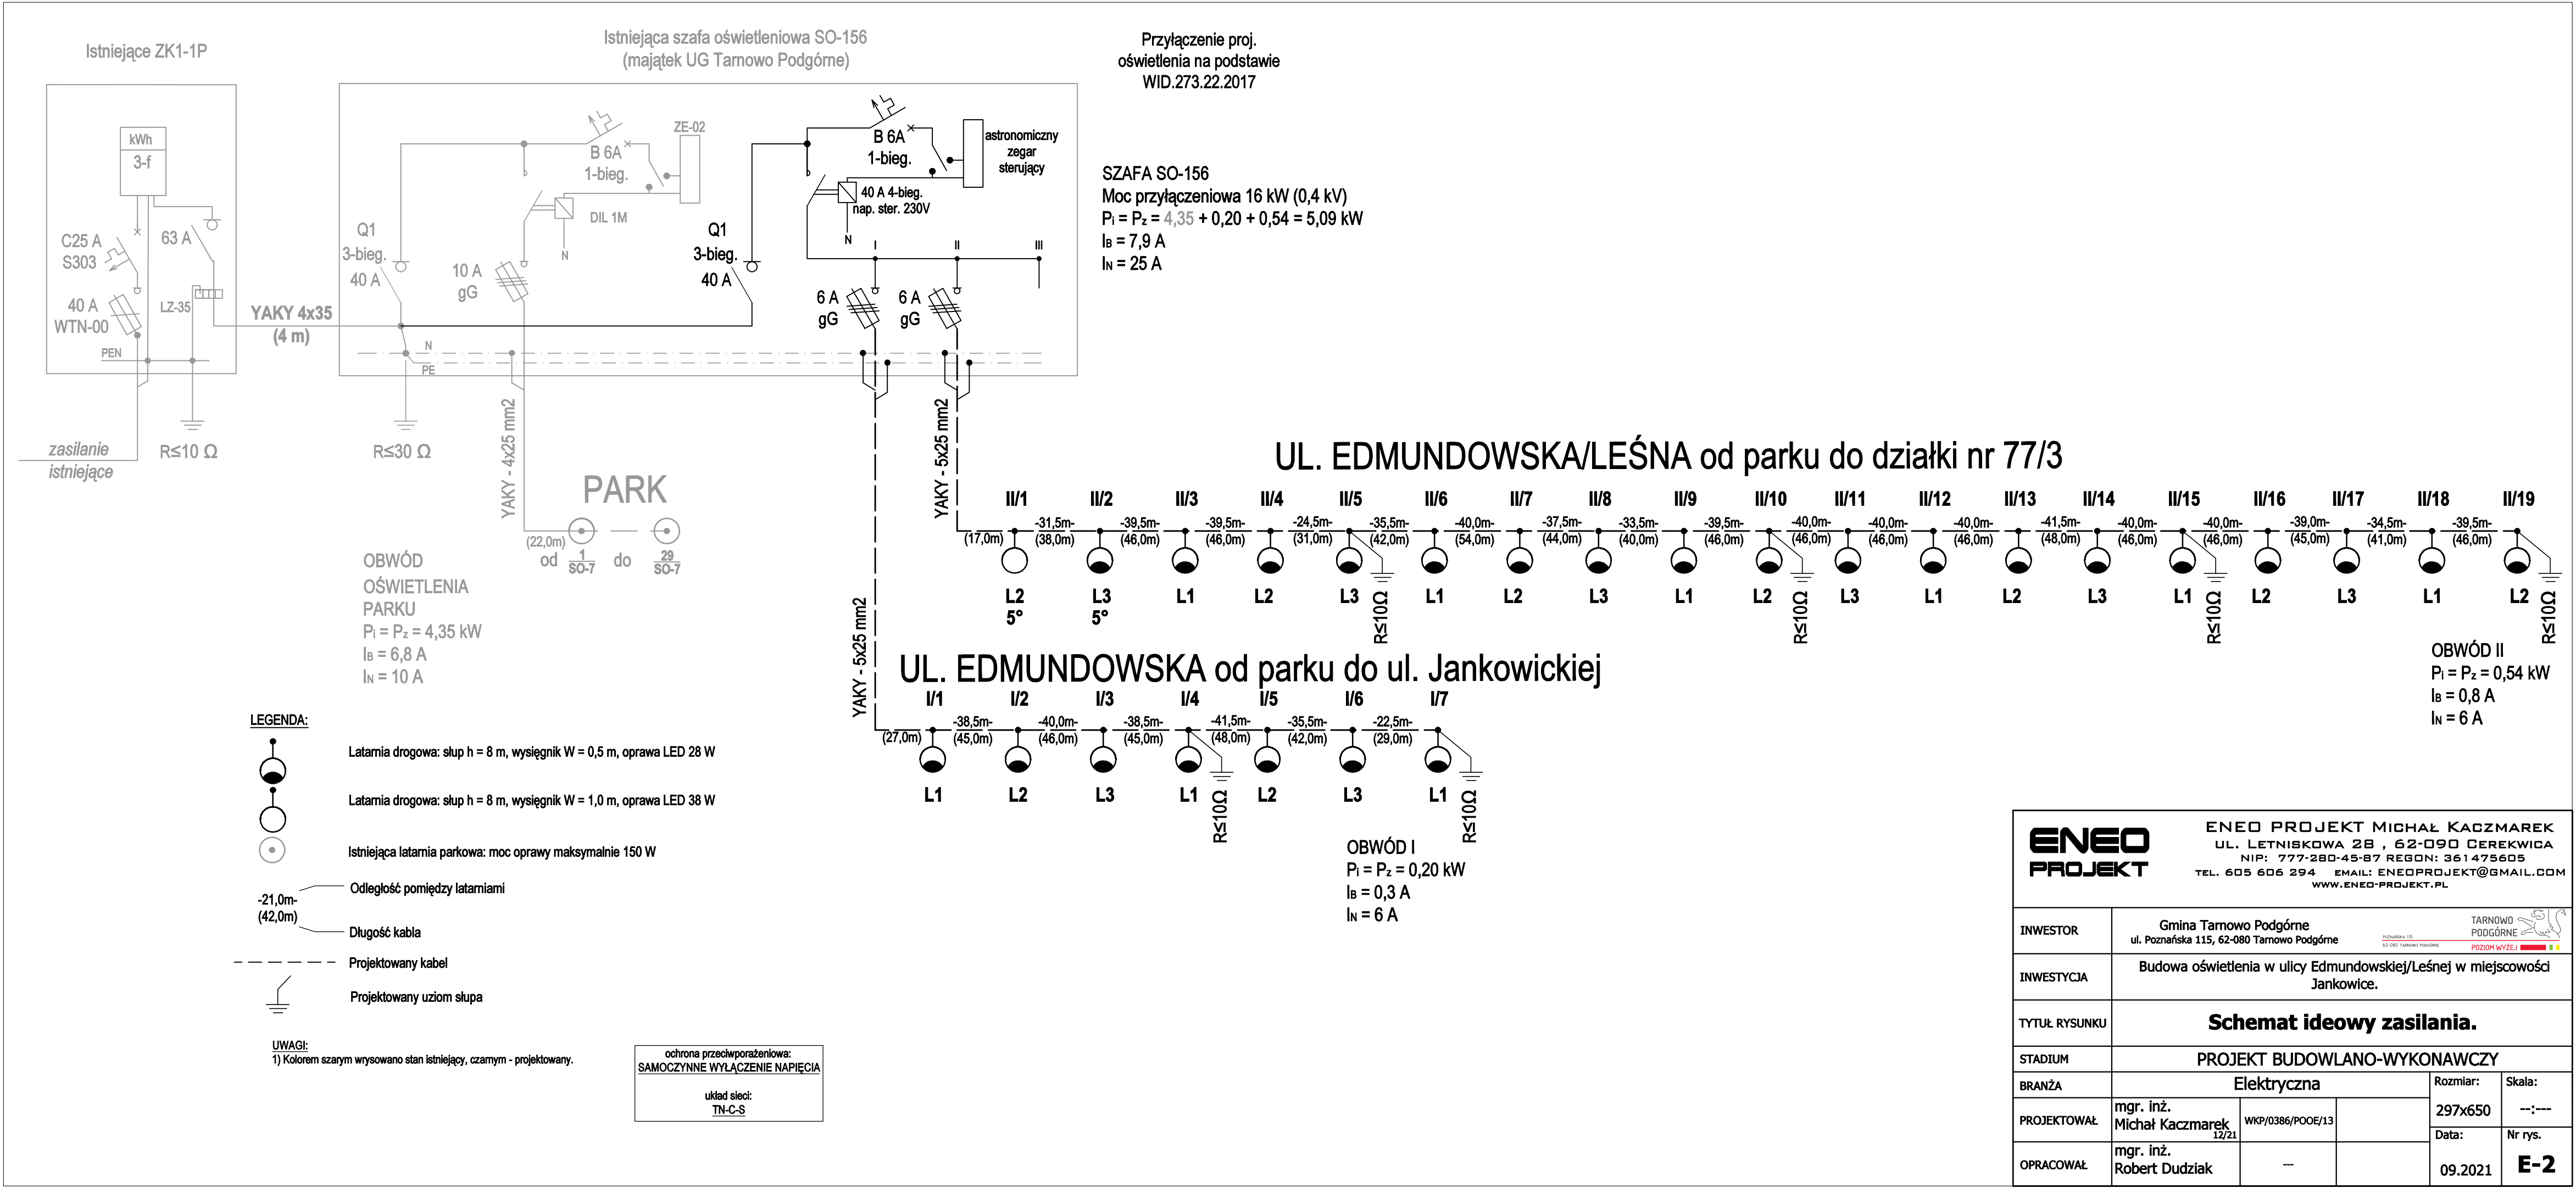 Istniejące ZK1-1P
kWh
3-f
C25 A
S303
63 A
40 A
WTN-00
LZ-35
PEN
zasilanie
istniejące
R≤10 Ω
YAKY 4x35
(4 m)
Istniejąca szafa oświetleniowa SO-156
(majątek UG Tarnowo Podgórne)
Q1
3-bieg.
40 A
B 6A
1-bieg.
ZE-02
DIL 1M
N
10 A
gG
N
PE
R≤30 Ω
Q1
3-bieg.
40 A
B 6A
1-bieg.
astronomiczny
zegar
sterujący
40 A 4-bieg.
nap. ster. 230V
N
I
II
III
6 A
gG
6 A
gG
Przyłączenie proj.
oświetlenia na podstawie
WID.273.22.2017
SZAFA SO-156
Moc przyłączeniowa 16 kW (0,4 kV)
Pi = Pz = 4,35 + 0,20 + 0,54 = 5,09 kW
IB = 7,9 A
IN = 25 A
YAKY - 4x25 mm2
PARK
(22,0m)
od 1/SO-7 do 29/SO-7
OBWÓD
OŚWIETLENIA
PARKU
Pi = Pz = 4,35 kW
IB = 6,8 A
IN = 10 A
YAKY - 5x25 mm2
UL. EDMUNDOWSKA/LEŚNA od parku do działki nr 77/3
II/1 II/2 II/3 II/4 II/5 II/6 II/7 II/8 II/9 II/10 II/11 II/12 II/13 II/14 II/15 II/16 II/17 II/18 II/19
-31,5m- -39,5m- -39,5m- -24,5m- -35,5m- -40,0m- -37,5m- -33,5m- -39,5m- -40,0m- -40,0m- -40,0m- -41,5m- -40,0m- -40,0m- -39,0m- -34,5m- -39,5m-
(17,0m) (38,0m) (46,0m) (46,0m) (31,0m) (42,0m) (54,0m) (44,0m) (40,0m) (46,0m) (46,0m) (46,0m) (46,0m) (48,0m) (46,0m) (46,0m) (45,0m) (41,0m) (46,0m)
L2 L3 L1 L2 L3 L1 L2 L3 L1 L2 L3 L1 L2 L3 L1 L2 L3 L1 L2
5° 5°
R≤10Ω R≤10Ω R≤10Ω R≤10Ω
OBWÓD II
Pi = Pz = 0,54 kW
IB = 0,8 A
IN = 6 A
YAKY - 5x25 mm2
UL. EDMUNDOWSKA od parku do ul. Jankowickiej
I/1 I/2 I/3 I/4 I/5 I/6 I/7
-38,5m- -40,0m- -38,5m- -41,5m- -35,5m- -22,5m-
(27,0m) (45,0m) (46,0m) (45,0m) (48,0m) (42,0m) (29,0m)
L1 L2 L3 L1 L2 L3 L1
R≤10Ω R≤10Ω
OBWÓD I
Pi = Pz = 0,20 kW
IB = 0,3 A
IN = 6 A
LEGENDA:
Latarnia drogowa: słup h = 8 m, wysięgnik W = 0,5 m, oprawa LED 28 W
Latarnia drogowa: słup h = 8 m, wysięgnik W = 1,0 m, oprawa LED 38 W
Istniejąca latarnia parkowa: moc oprawy maksymalnie 150 W
-21,0m-
(42,0m)
Odległość pomiędzy latarniami
Długość kabla
Projektowany kabel
Projektowany uziom słupa
UWAGI:
1) Kolorem szarym wrysowano stan istniejący, czarnym - projektowany.
ochrona przeciwporażeniowa:
SAMOCZYNNE WYŁĄCZENIE NAPIĘCIA
układ sieci:
TN-C-S
ENEO
PROJEKT
ENEO PROJEKT MICHAŁ KACZMAREK
UL. LETNISKOWA 28 , 62-090 CEREKWICA
NIP: 777-280-45-87 REGON: 361475605
TEL. 605 606 294 EMAIL: ENEOPROJEKT@GMAIL.COM
WWW.ENEO-PROJEKT.PL
INWESTOR
Gmina Tarnowo Podgórne
ul. Poznańska 115, 62-080 Tarnowo Podgórne
POZNAŃSKA 115
62-080 TARNOWO PODGÓRNE
TARNOWO
PODGÓRNE
POZIOM WYŻEJ
INWESTYCJA
Budowa oświetlenia w ulicy Edmundowskiej/Leśnej w miejscowości
Jankowice.
TYTUŁ RYSUNKU
Schemat ideowy zasilania.
STADIUM
PROJEKT BUDOWLANO-WYKONAWCZY
BRANŻA
Elektryczna
Rozmiar:
297x650
Skala:
--:---
PROJEKTOWAŁ
mgr. inż.
Michał Kaczmarek
12/21
WKP/0386/POOE/13
Data:
09.2021
Nr rys.
E-2
OPRACOWAŁ
mgr. inż.
Robert Dudziak
---